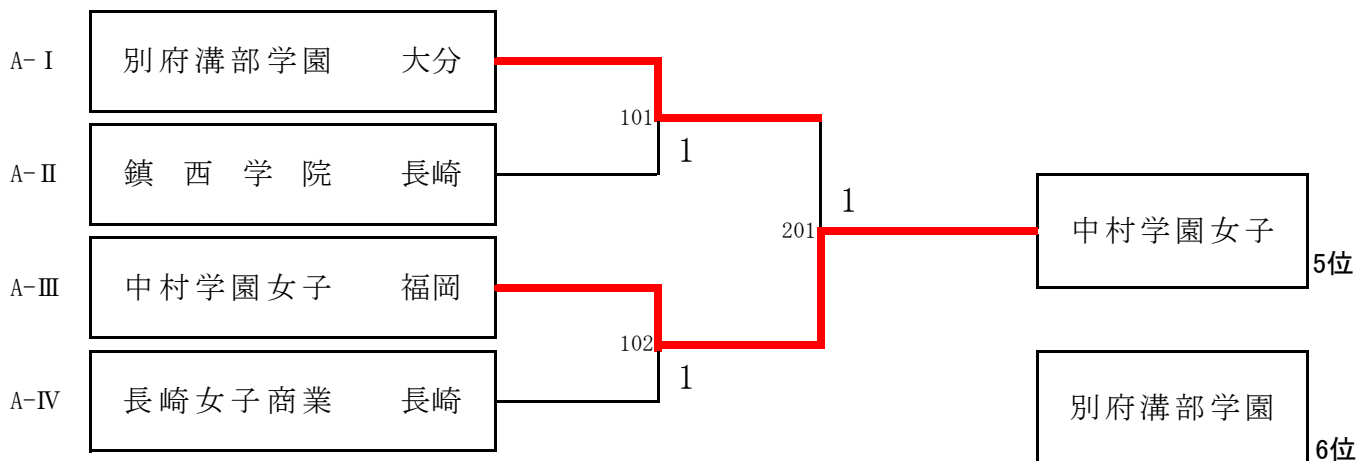 A-Ⅰ 別府溝部学園 大分
101
1
A-Ⅱ 鎮西学院 長崎
1
201
中村学園女子
5位
A-Ⅲ 中村学園女子 福岡
102
1
A-Ⅳ 長崎女子商業 長崎
別府溝部学園
6位